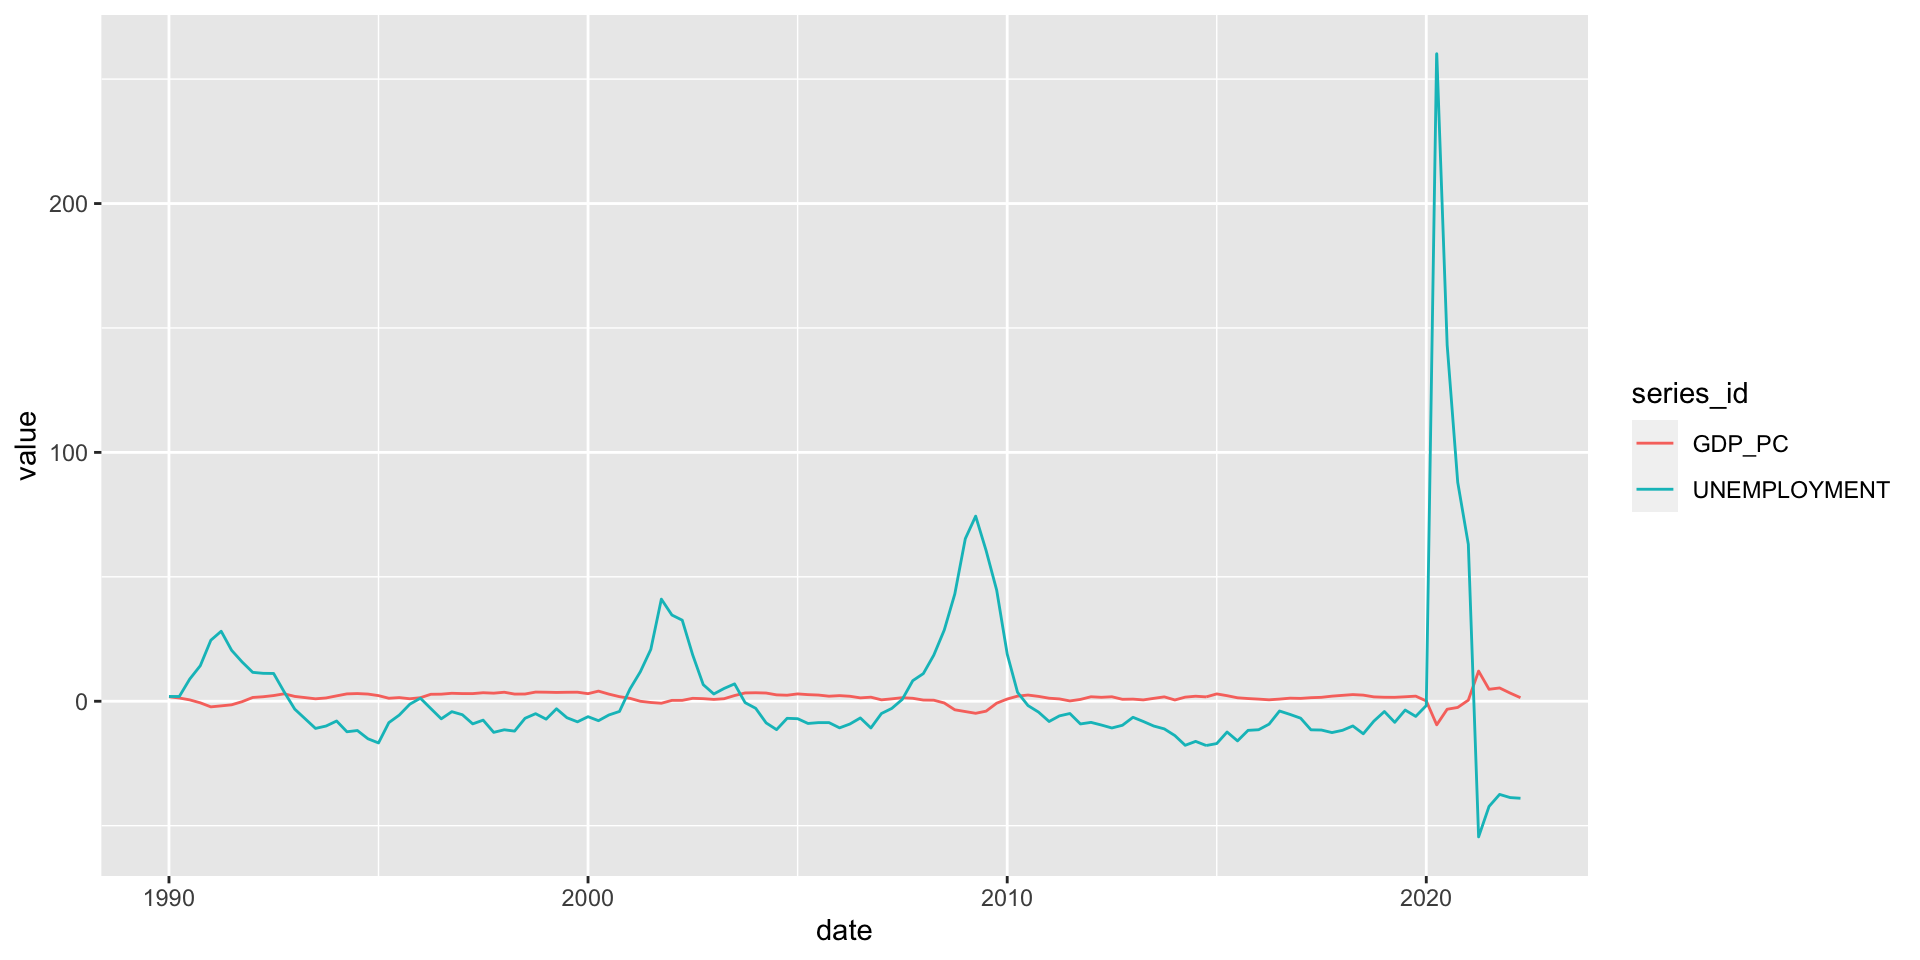 200
100
0
value
1990
2000
2010
2020
date
series_id
GDP_PC
UNEMPLOYMENT